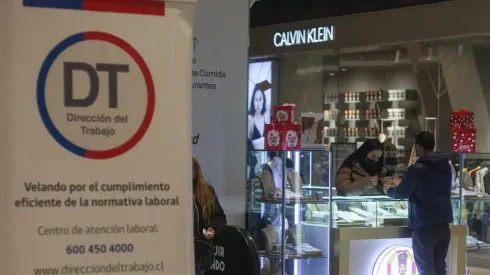 DT
Dirección del
Trabajo
Velando por el cumplimiento
eficiente de la normativa laboral
Centro de atención laboral:
600 450 4000
www.direcciondeltrabajo.cl
de Comida
urantes
CALVIN KLEIN